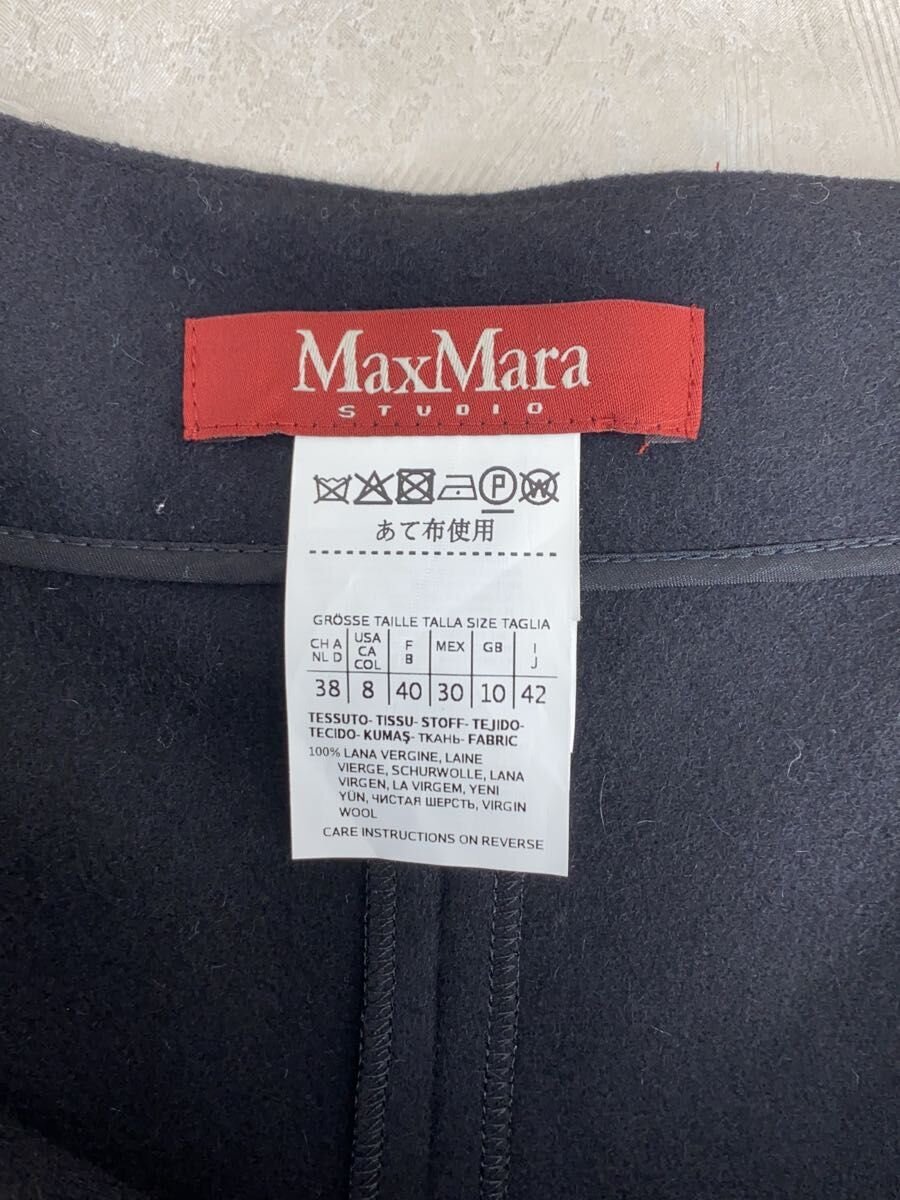 MaxMara
STUDIO
P W
あて布使用
GRÖSSE TAILLE TALLA SIZE TAGLIA
CH A NL D USA CA COL F B MEX GB I J
38 8 40 30 10 42
TESSUTO- TISSU- STOFF- TEJIDO-
TECIDO- KUMAŞ- ТКАНЬ- FABRIC
100% LANA VERGINE, LAINE
VIERGE, SCHURWOLLE, LANA
VIRGEN, LA VIRGEM, YENI
YÜN, ЧИСТАЯ ШЕРСТЬ, VIRGIN
WOOL
CARE INSTRUCTIONS ON REVERSE